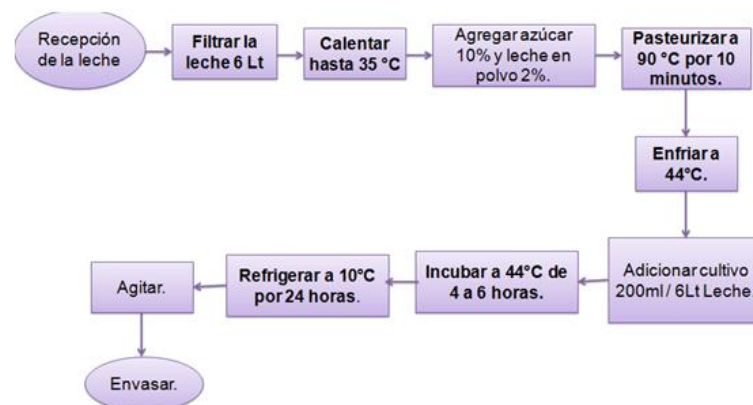 Recepción
de la leche
Filtrar la
leche 6 Lt
Calentar
hasta 35 °C
Agregar azúcar
10% y leche en
polvo 2%.
Pasteurizar a
90 °C por 10
minutos.
Enfriar a
44°C.
Adicionar cultivo
200ml / 6Lt Leche.
Incubar a 44°C de
4 a 6 horas.
Refrigerar a 10°C
por 24 horas.
Agitar.
Envasar.